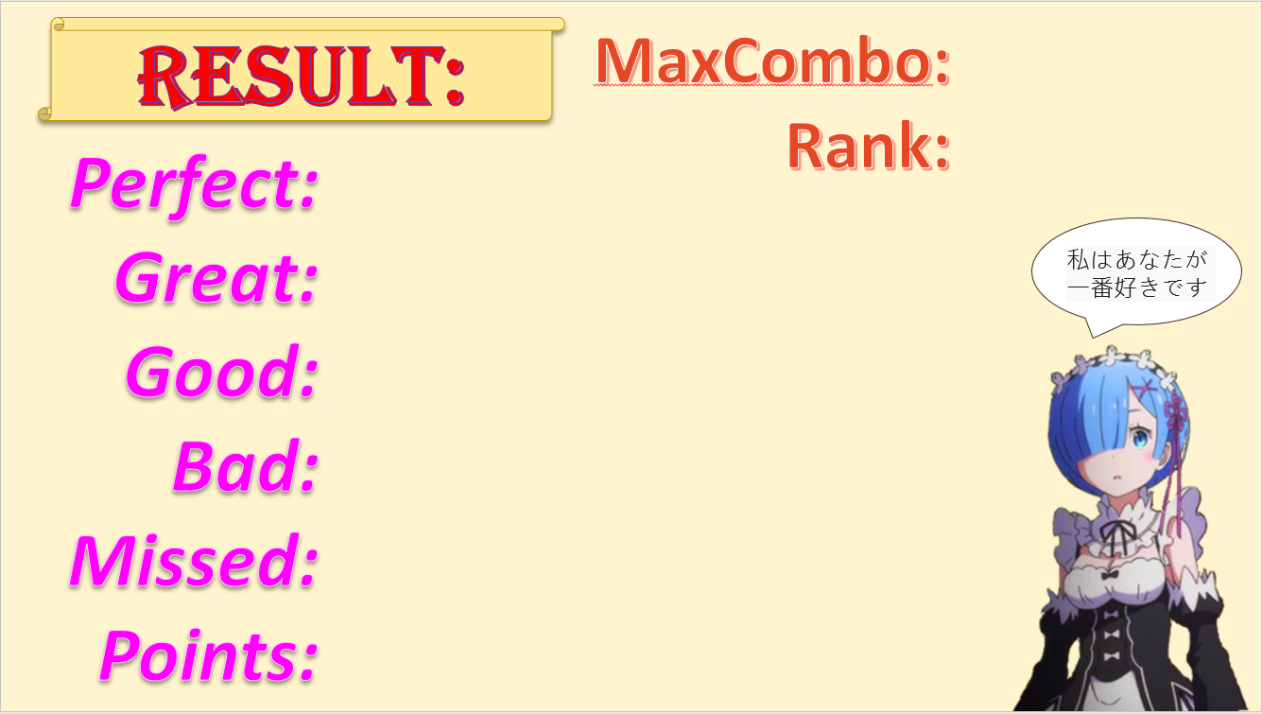 RESULT:
MaxCombo:
Rank:
Perfect:
Great:
Good:
Bad:
Missed:
Points:
私はあなたが
一番好きです